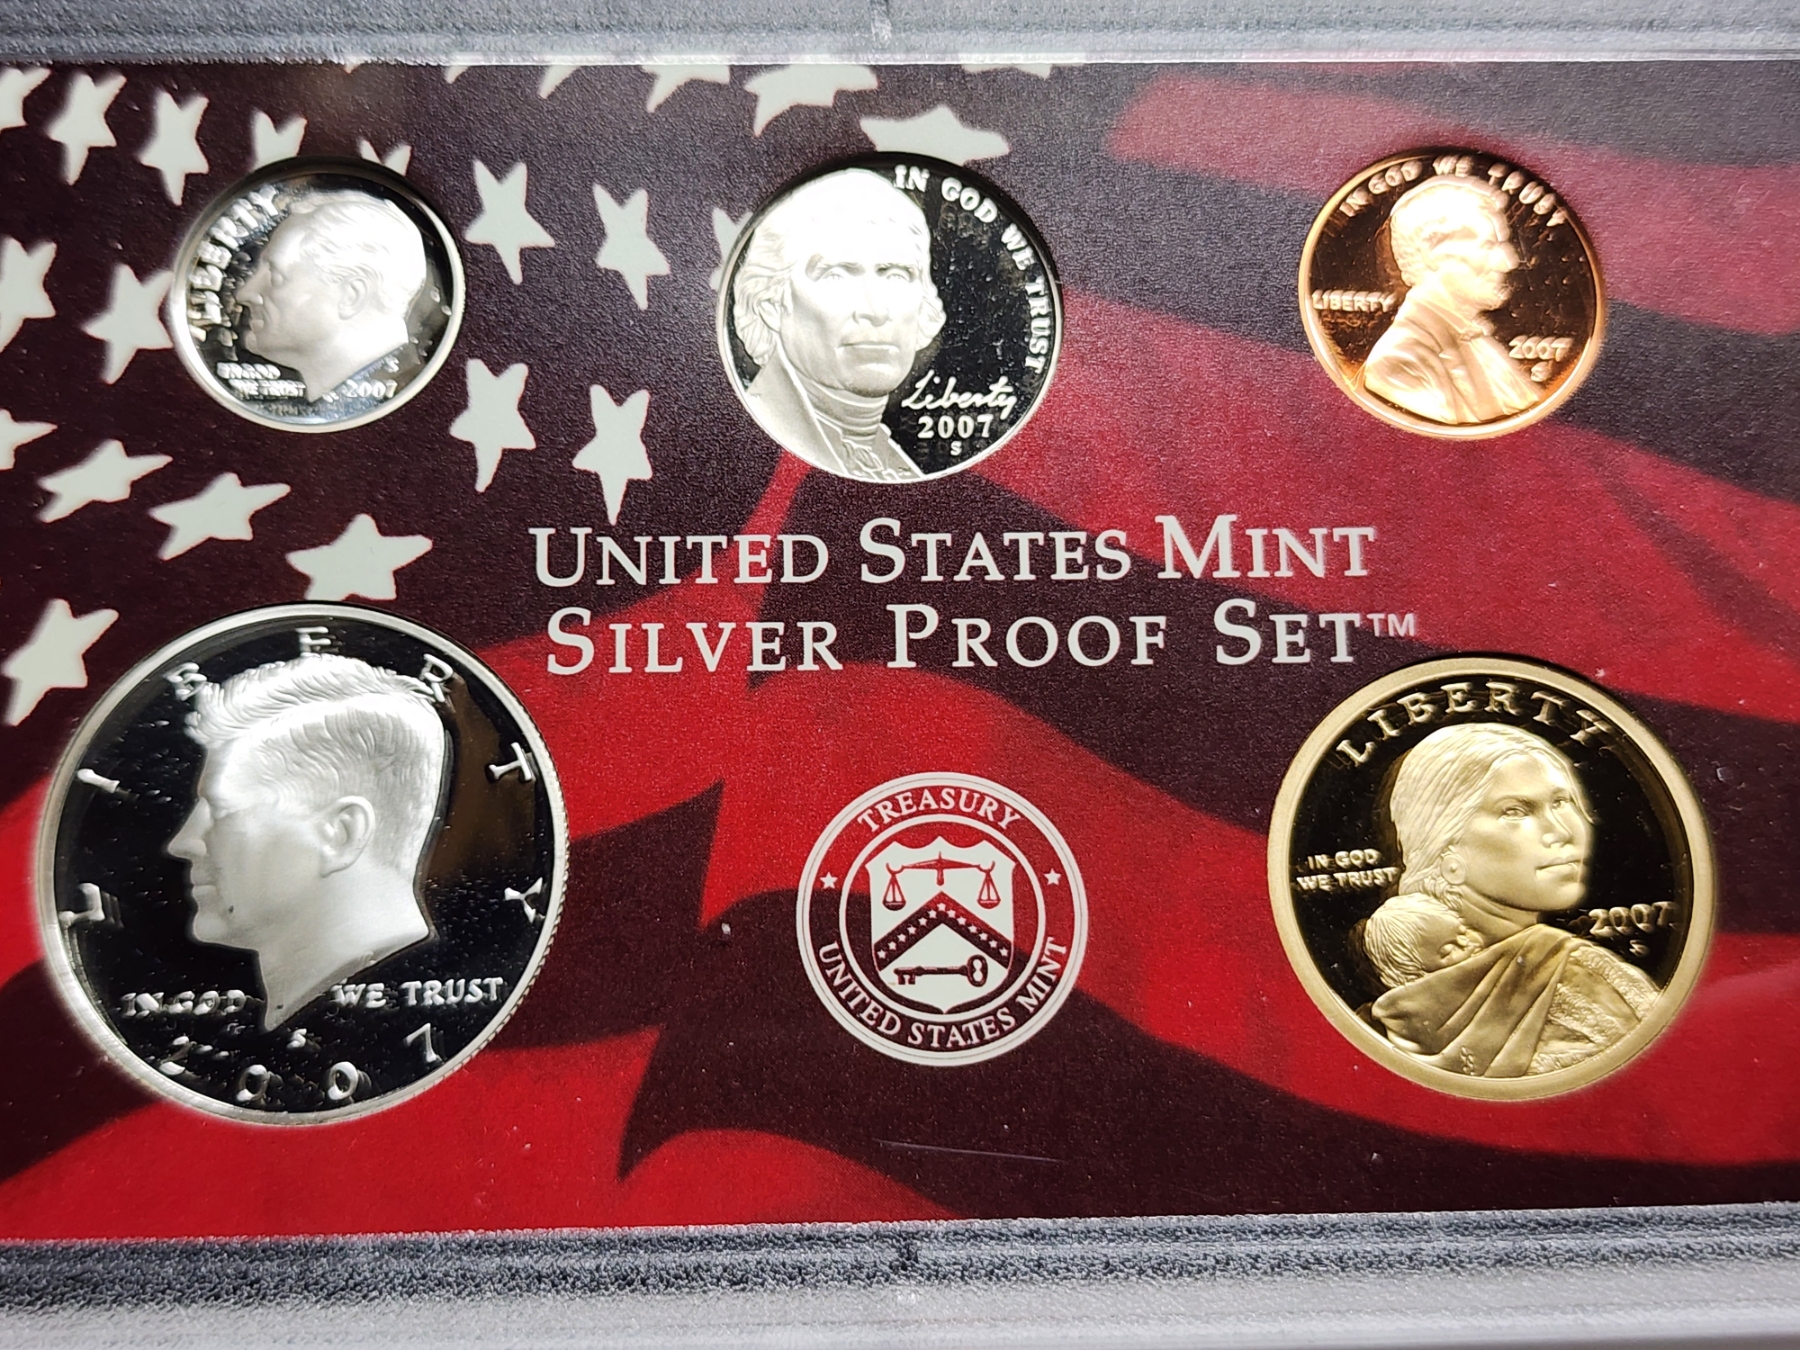 LIBERTY
IN GOD
WE TRUST
S
2007
IN GOD WE TRUST
Liberty
2007
S
IN GOD WE TRUST
LIBERTY
2007
S
UNITED STATES MINT
SILVER PROOF SET™
LIBERTY
IN GOD WE TRUST
S
2007
TREASURY
UNITED STATES MINT
LIBERTY
IN GOD
WE TRUST
2007
S